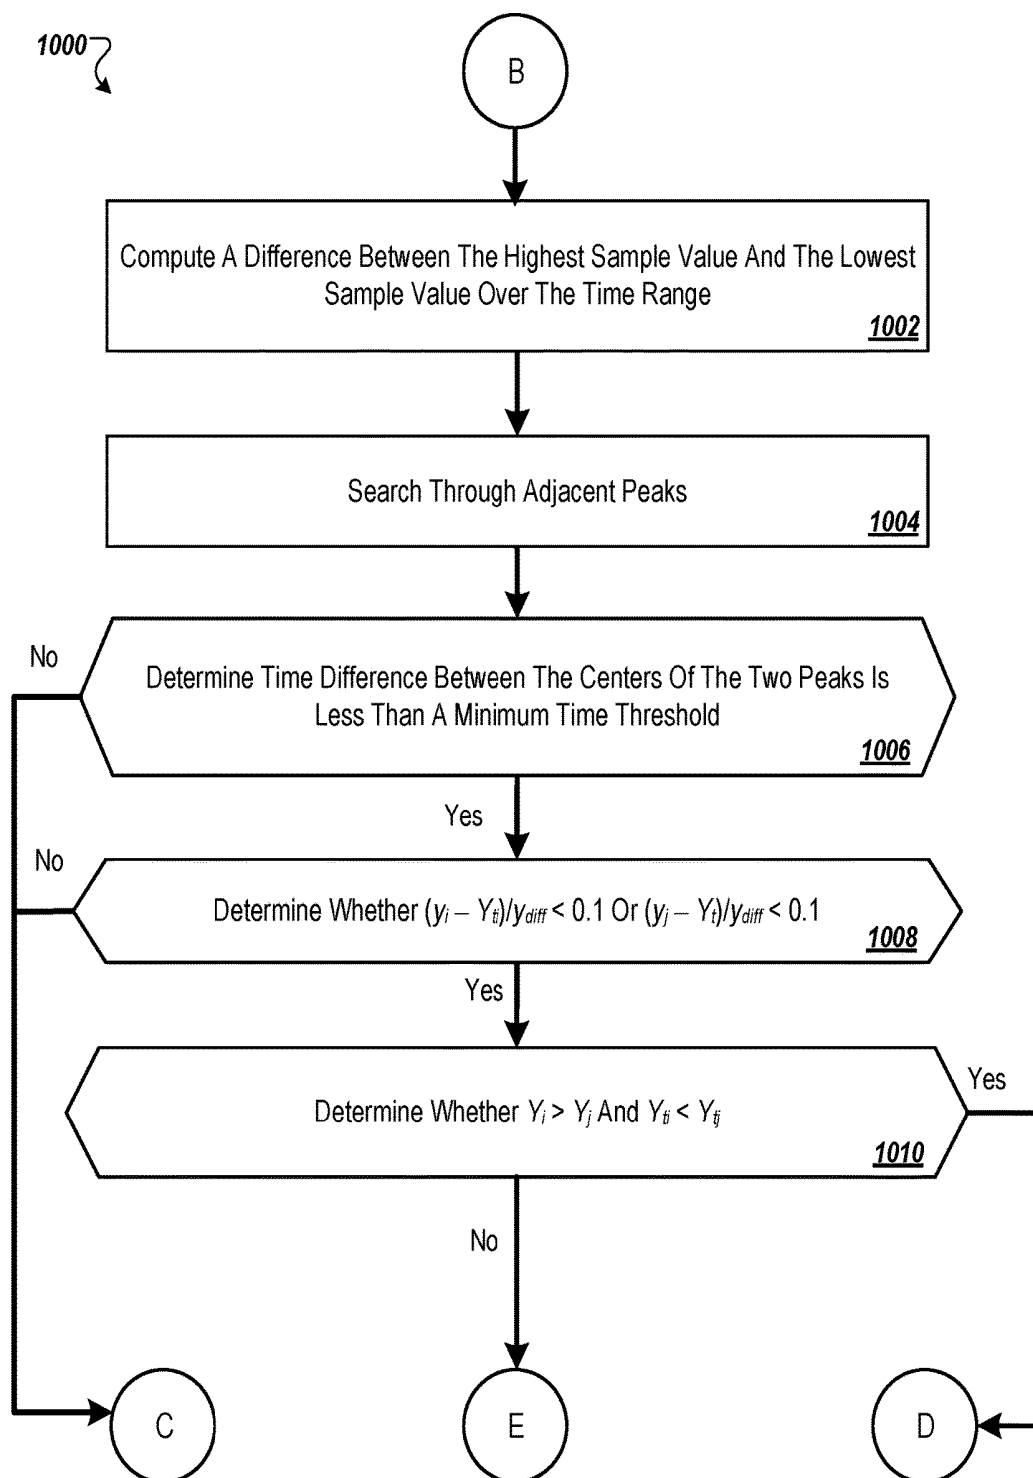 1000
B
Compute A Difference Between The Highest Sample Value And The Lowest
Sample Value Over The Time Range
1002
Search Through Adjacent Peaks
1004
No
Determine Time Difference Between The Centers Of The Two Peaks Is
Less Than A Minimum Time Threshold
1006
Yes
No
Determine Whether (yi – Yti)/ydiff < 0.1 Or (yj – Yt)/ydiff < 0.1
1008
Yes
Determine Whether Yi > Yj And Yti < Ytj
1010
Yes
No
C
E
D